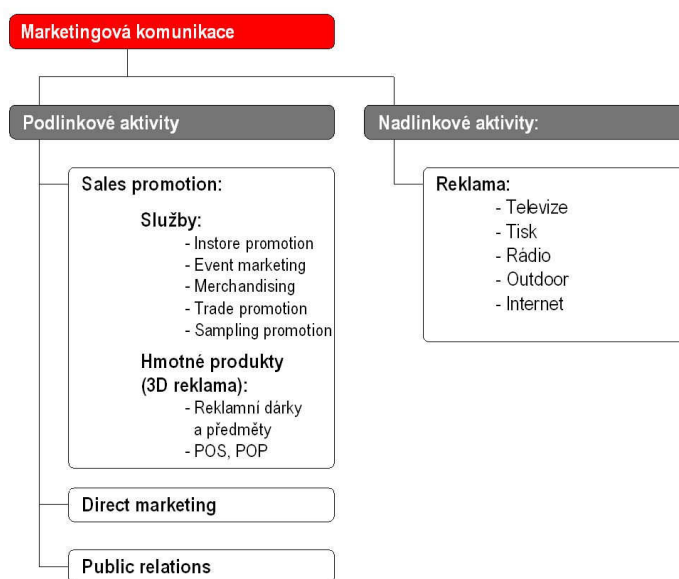 Marketingová komunikace
Podlinkové aktivity
Sales promotion:
Služby:
- Instore promotion
- Event marketing
- Merchandising
- Trade promotion
- Sampling promotion
Hmotné produkty
(3D reklama):
- Reklamní dárky
a předměty
- POS, POP
Direct marketing
Public relations
Nadlinkové aktivity:
Reklama:
- Televize
- Tisk
- Rádio
- Outdoor
- Internet